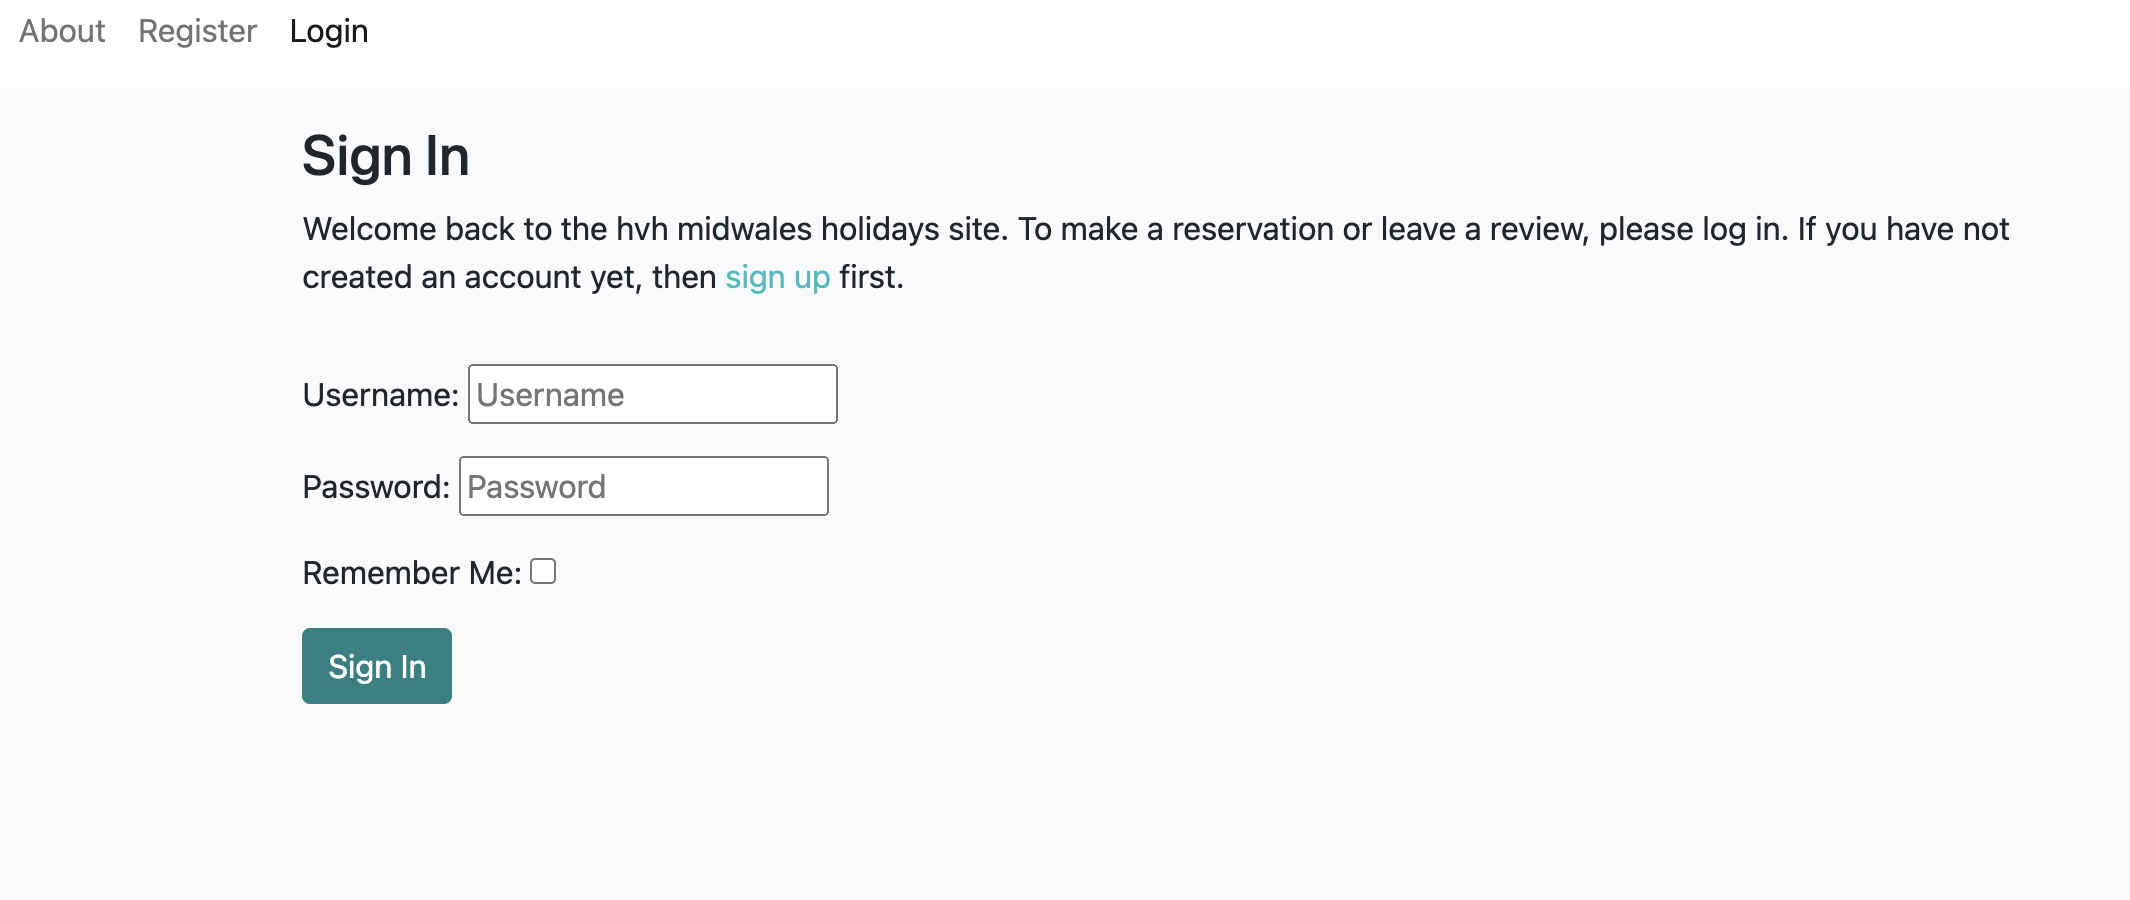 About Register Login
Sign In
Welcome back to the hvh midwales holidays site. To make a reservation or leave a review, please log in. If you have not
created an account yet, then sign up first.
Username: Username
Password: Password
Remember Me:
Sign In